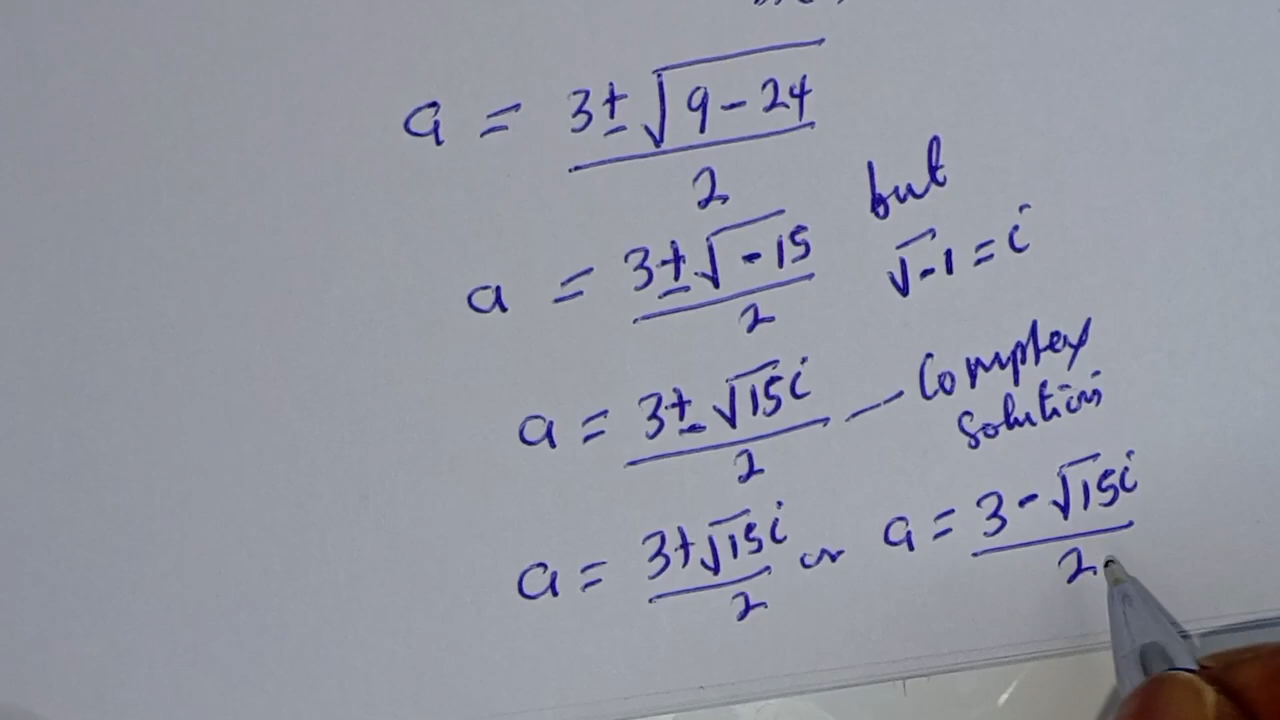 a = 3±√9-24 / 2
but
a = 3±√-15 / 2
√-1 = i
a = 3±√15i / 2 — Complex
Solution
a = 3+√15i / 2 or a = 3-√15i / 2